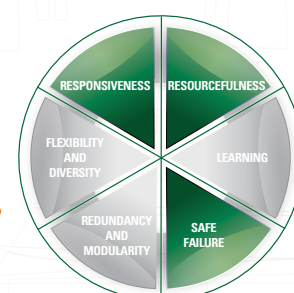 RESPONSIVENESS
RESOURCEFULNESS
FLEXIBILITY
AND
DIVERSITY
LEARNING
REDUNDANCY
AND
MODULARITY
SAFE
FAILURE